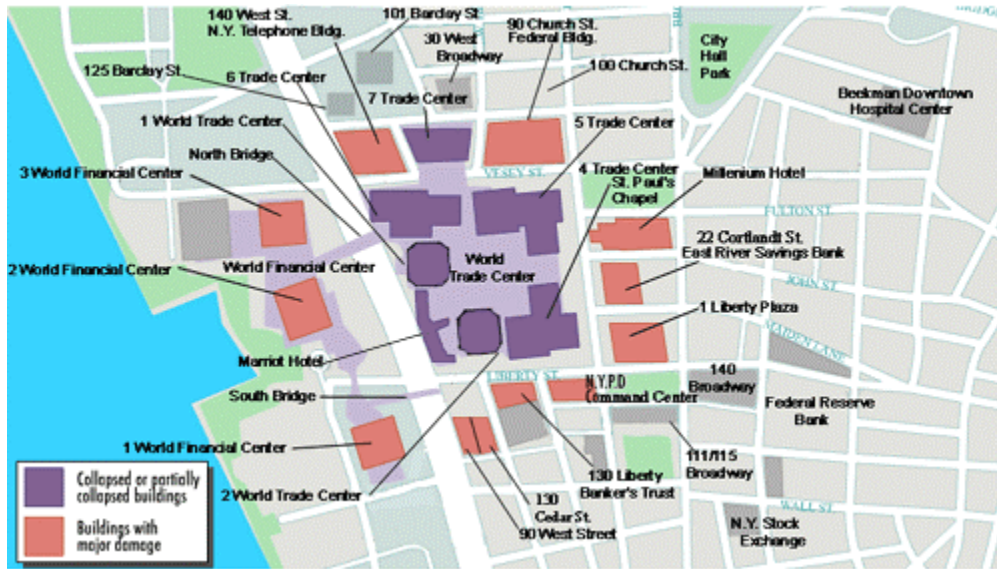 140 West St.
N.Y. Telephone Bldg.
101 Barclay St
90 Church St.
Federal Bldg.
30 West
Broadway
City
Hall
Park
100 Church St.
125 Barclay St
6 Trade Center
7 Trade Center
Beekman Downtown
Hospital Center
1 World Trade Center
5 Trade Center
North Bridge
4 Trade Center
St. Paul's
Chapel
VESEY ST.
Millenium Hotel
3 World Financial Center
FULTON ST.
22 Cortlandt St.
East River Savings Bank
World
Trade Center
World Financial Center
2 World Financial Center
JOHN ST.
1 Liberty Plaza
MAIDEN LANE
Marriot Hotel
LIBERTY ST.
140
Broadway
South Bridge
N.Y.P.D
Command Center
Federal Reserve
Bank
1 World Financial Center
111/115
Broadway
130 Liberty
Banker's Trust
2 World Trade Center
130
Cedar St.
90 West Street
WALL ST.
N.Y. Stock
Exchange
Collapsed or partially
collapsed buildings
Buildings with
major damage